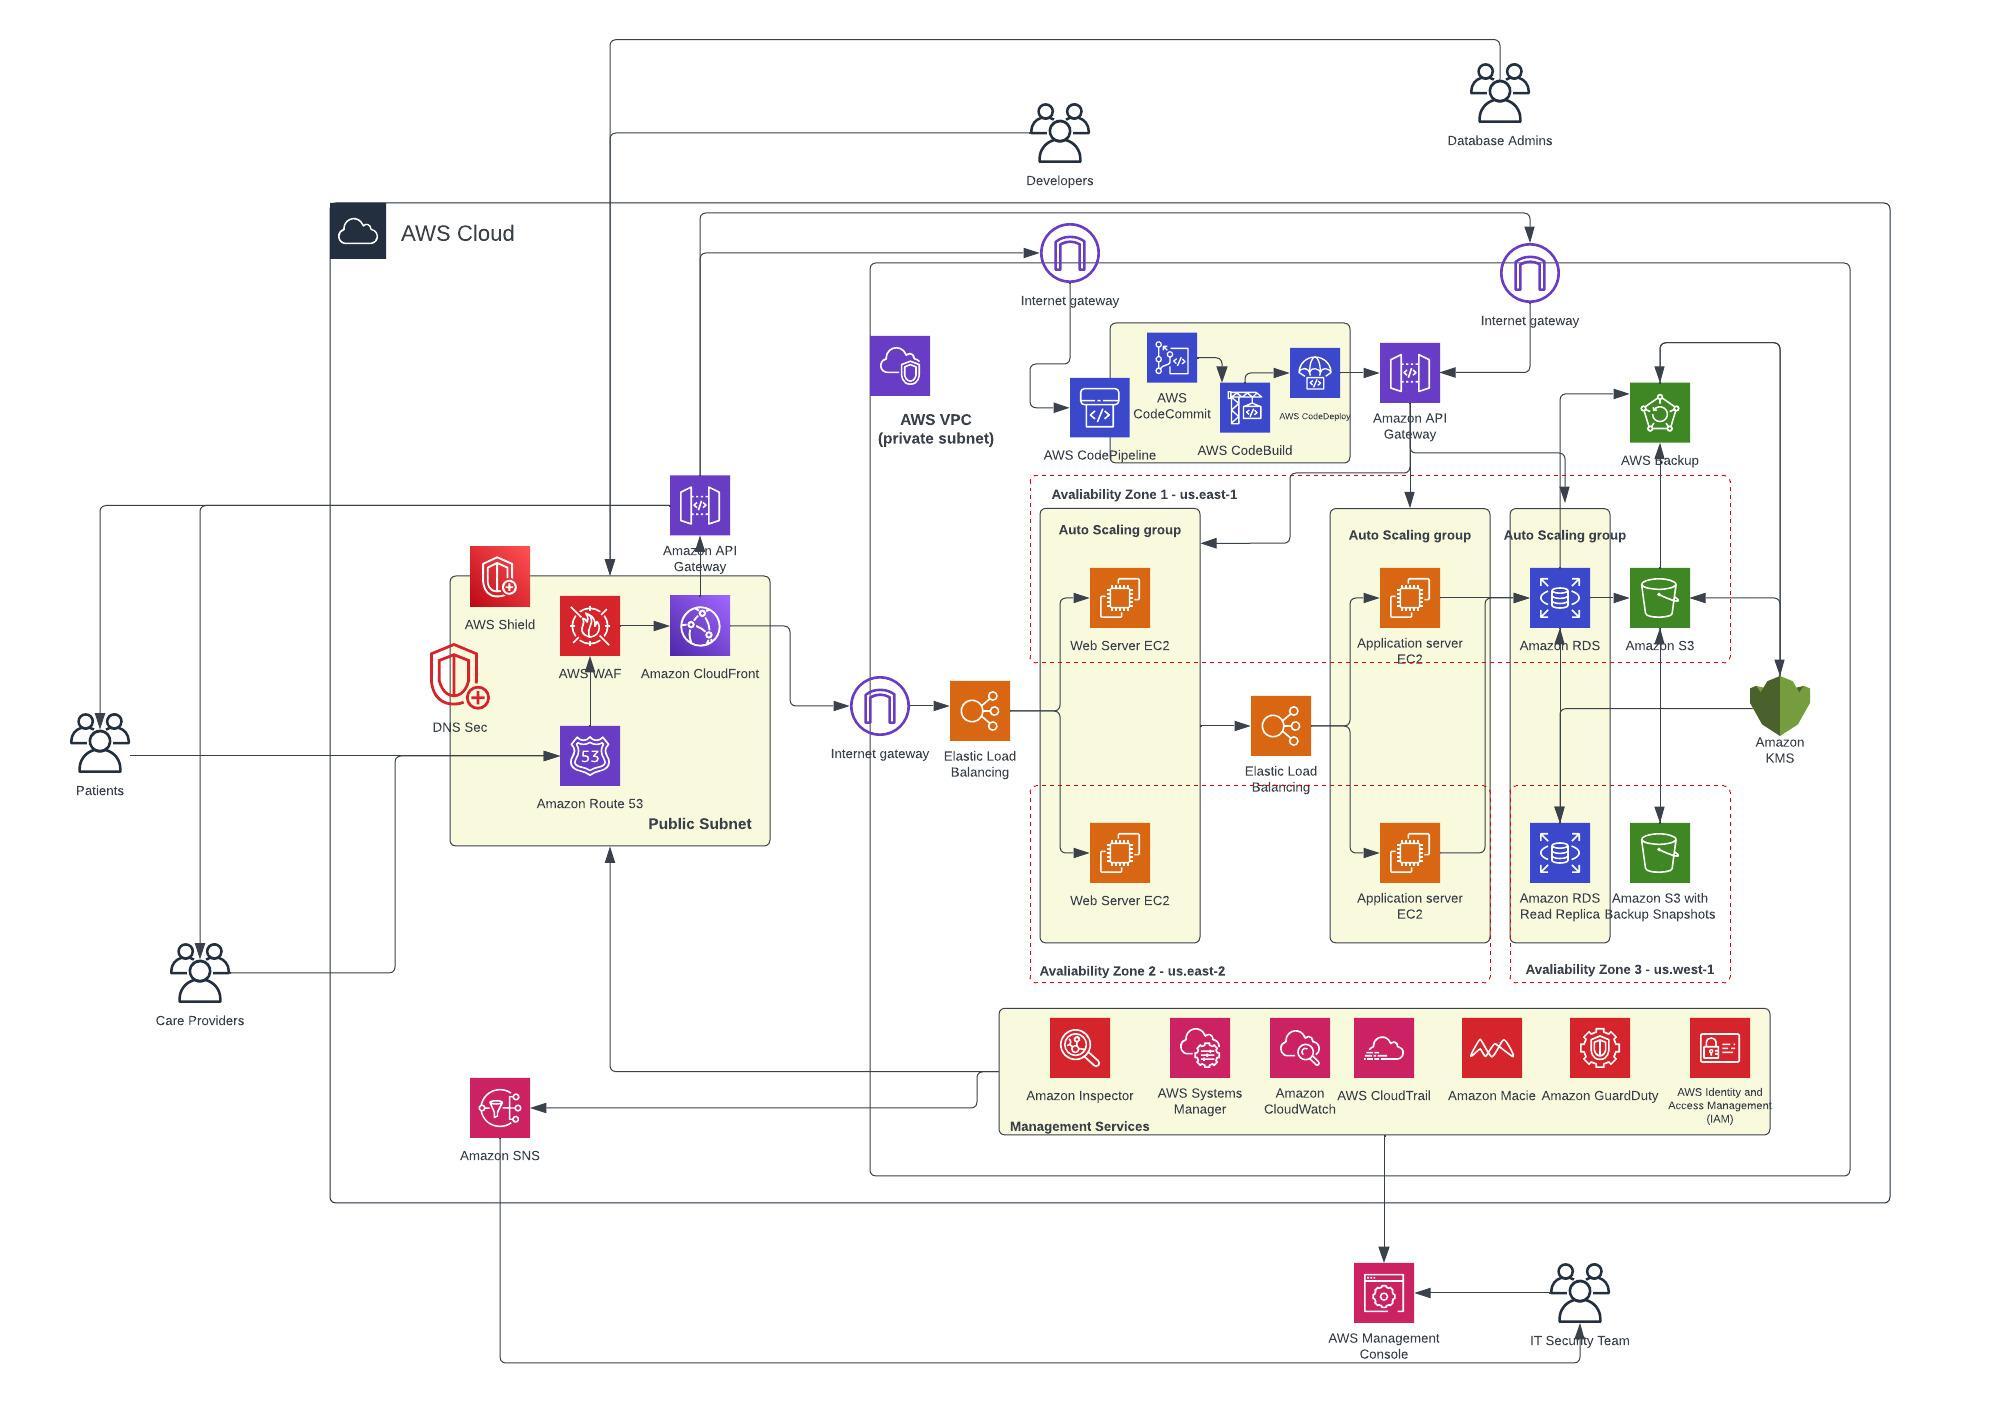 Database Admins
Developers
AWS Cloud
Internet gateway
Internet gateway
AWS VPC
(private subnet)
AWS
CodeCommit
AWS CodeDeploy
Amazon API
Gateway
AWS CodePipeline
AWS CodeBuild
AWS Backup
Avaliability Zone 1 - us.east-1
Auto Scaling group
Auto Scaling group
Auto Scaling group
Amazon API
Gateway
AWS Shield
AWS WAF
Amazon CloudFront
DNS Sec
Amazon Route 53
53
Public Subnet
Patients
Care Providers
Internet gateway
Elastic Load
Balancing
Web Server EC2
Application server
EC2
Amazon RDS
Amazon S3
Elastic Load
Balancing
Amazon
KMS
Web Server EC2
Application server
EC2
Amazon RDS
Read Replica
Amazon S3 with
Backup Snapshots
Avaliability Zone 2 - us.east-2
Avaliability Zone 3 - us.west-1
Amazon Inspector
AWS Systems
Manager
Amazon
CloudWatch
AWS CloudTrail
Amazon Macie
Amazon GuardDuty
AWS Identity and
Access Management
(IAM)
Management Services
Amazon SNS
AWS Management
Console
IT Security Team